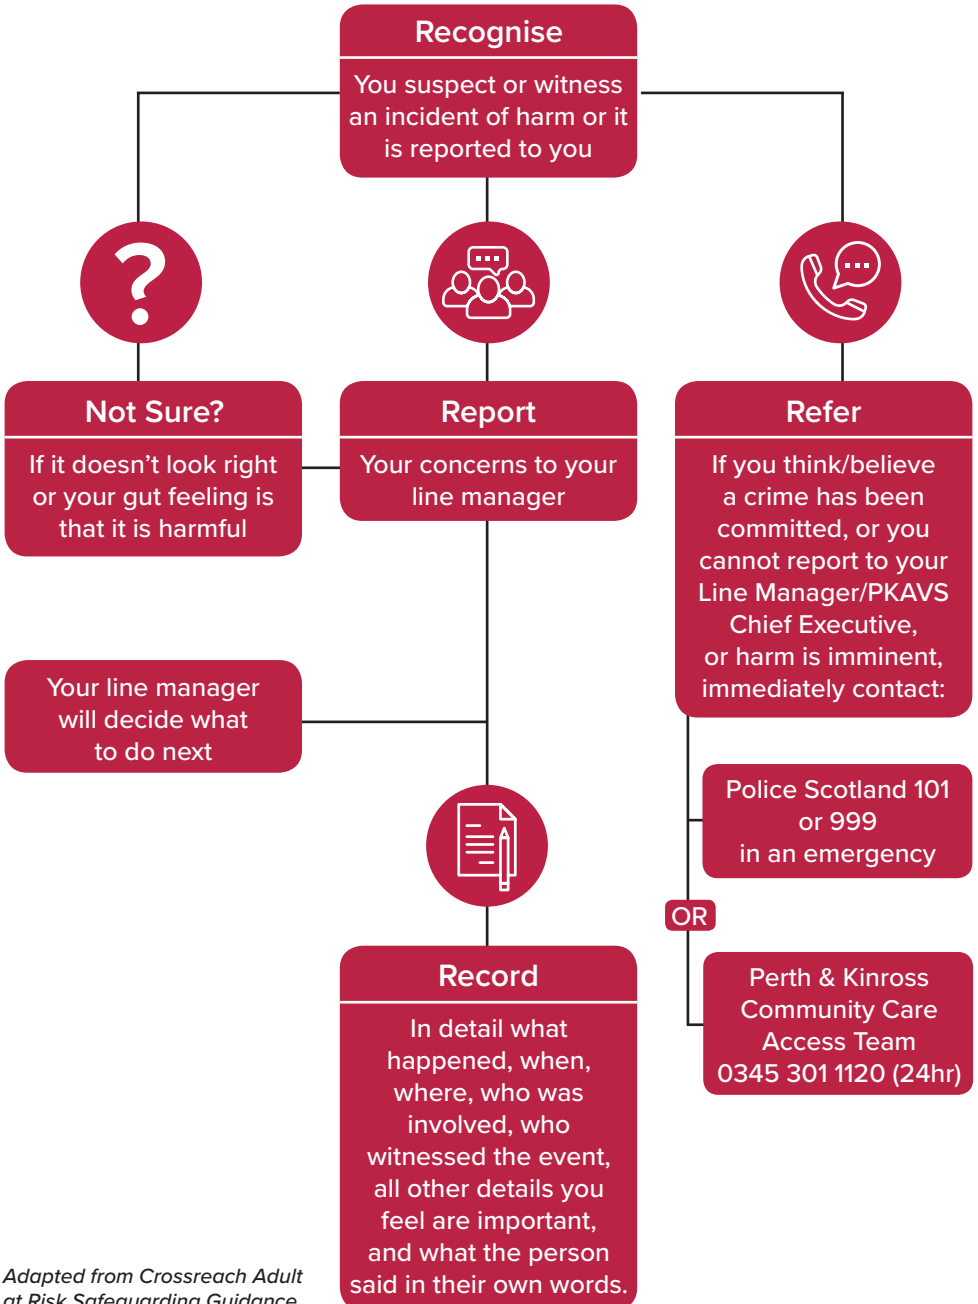 Recognise
You suspect or witness
an incident of harm or it
is reported to you
?
Not Sure?
If it doesn't look right
or your gut feeling is
that it is harmful
Report
Your concerns to your
line manager
Refer
If you think/believe
a crime has been
committed, or you
cannot report to your
Line Manager/PKAVS
Chief Executive,
or harm is imminent,
immediately contact:
Your line manager
will decide what
to do next
Police Scotland 101
or 999
in an emergency
OR
Perth & Kinross
Community Care
Access Team
0345 301 1120 (24hr)
Record
In detail what
happened, when,
where, who was
involved, who
witnessed the event,
all other details you
feel are important,
and what the person
said in their own words.
Adapted from Crossreach Adult
at Risk Safeguarding Guidance